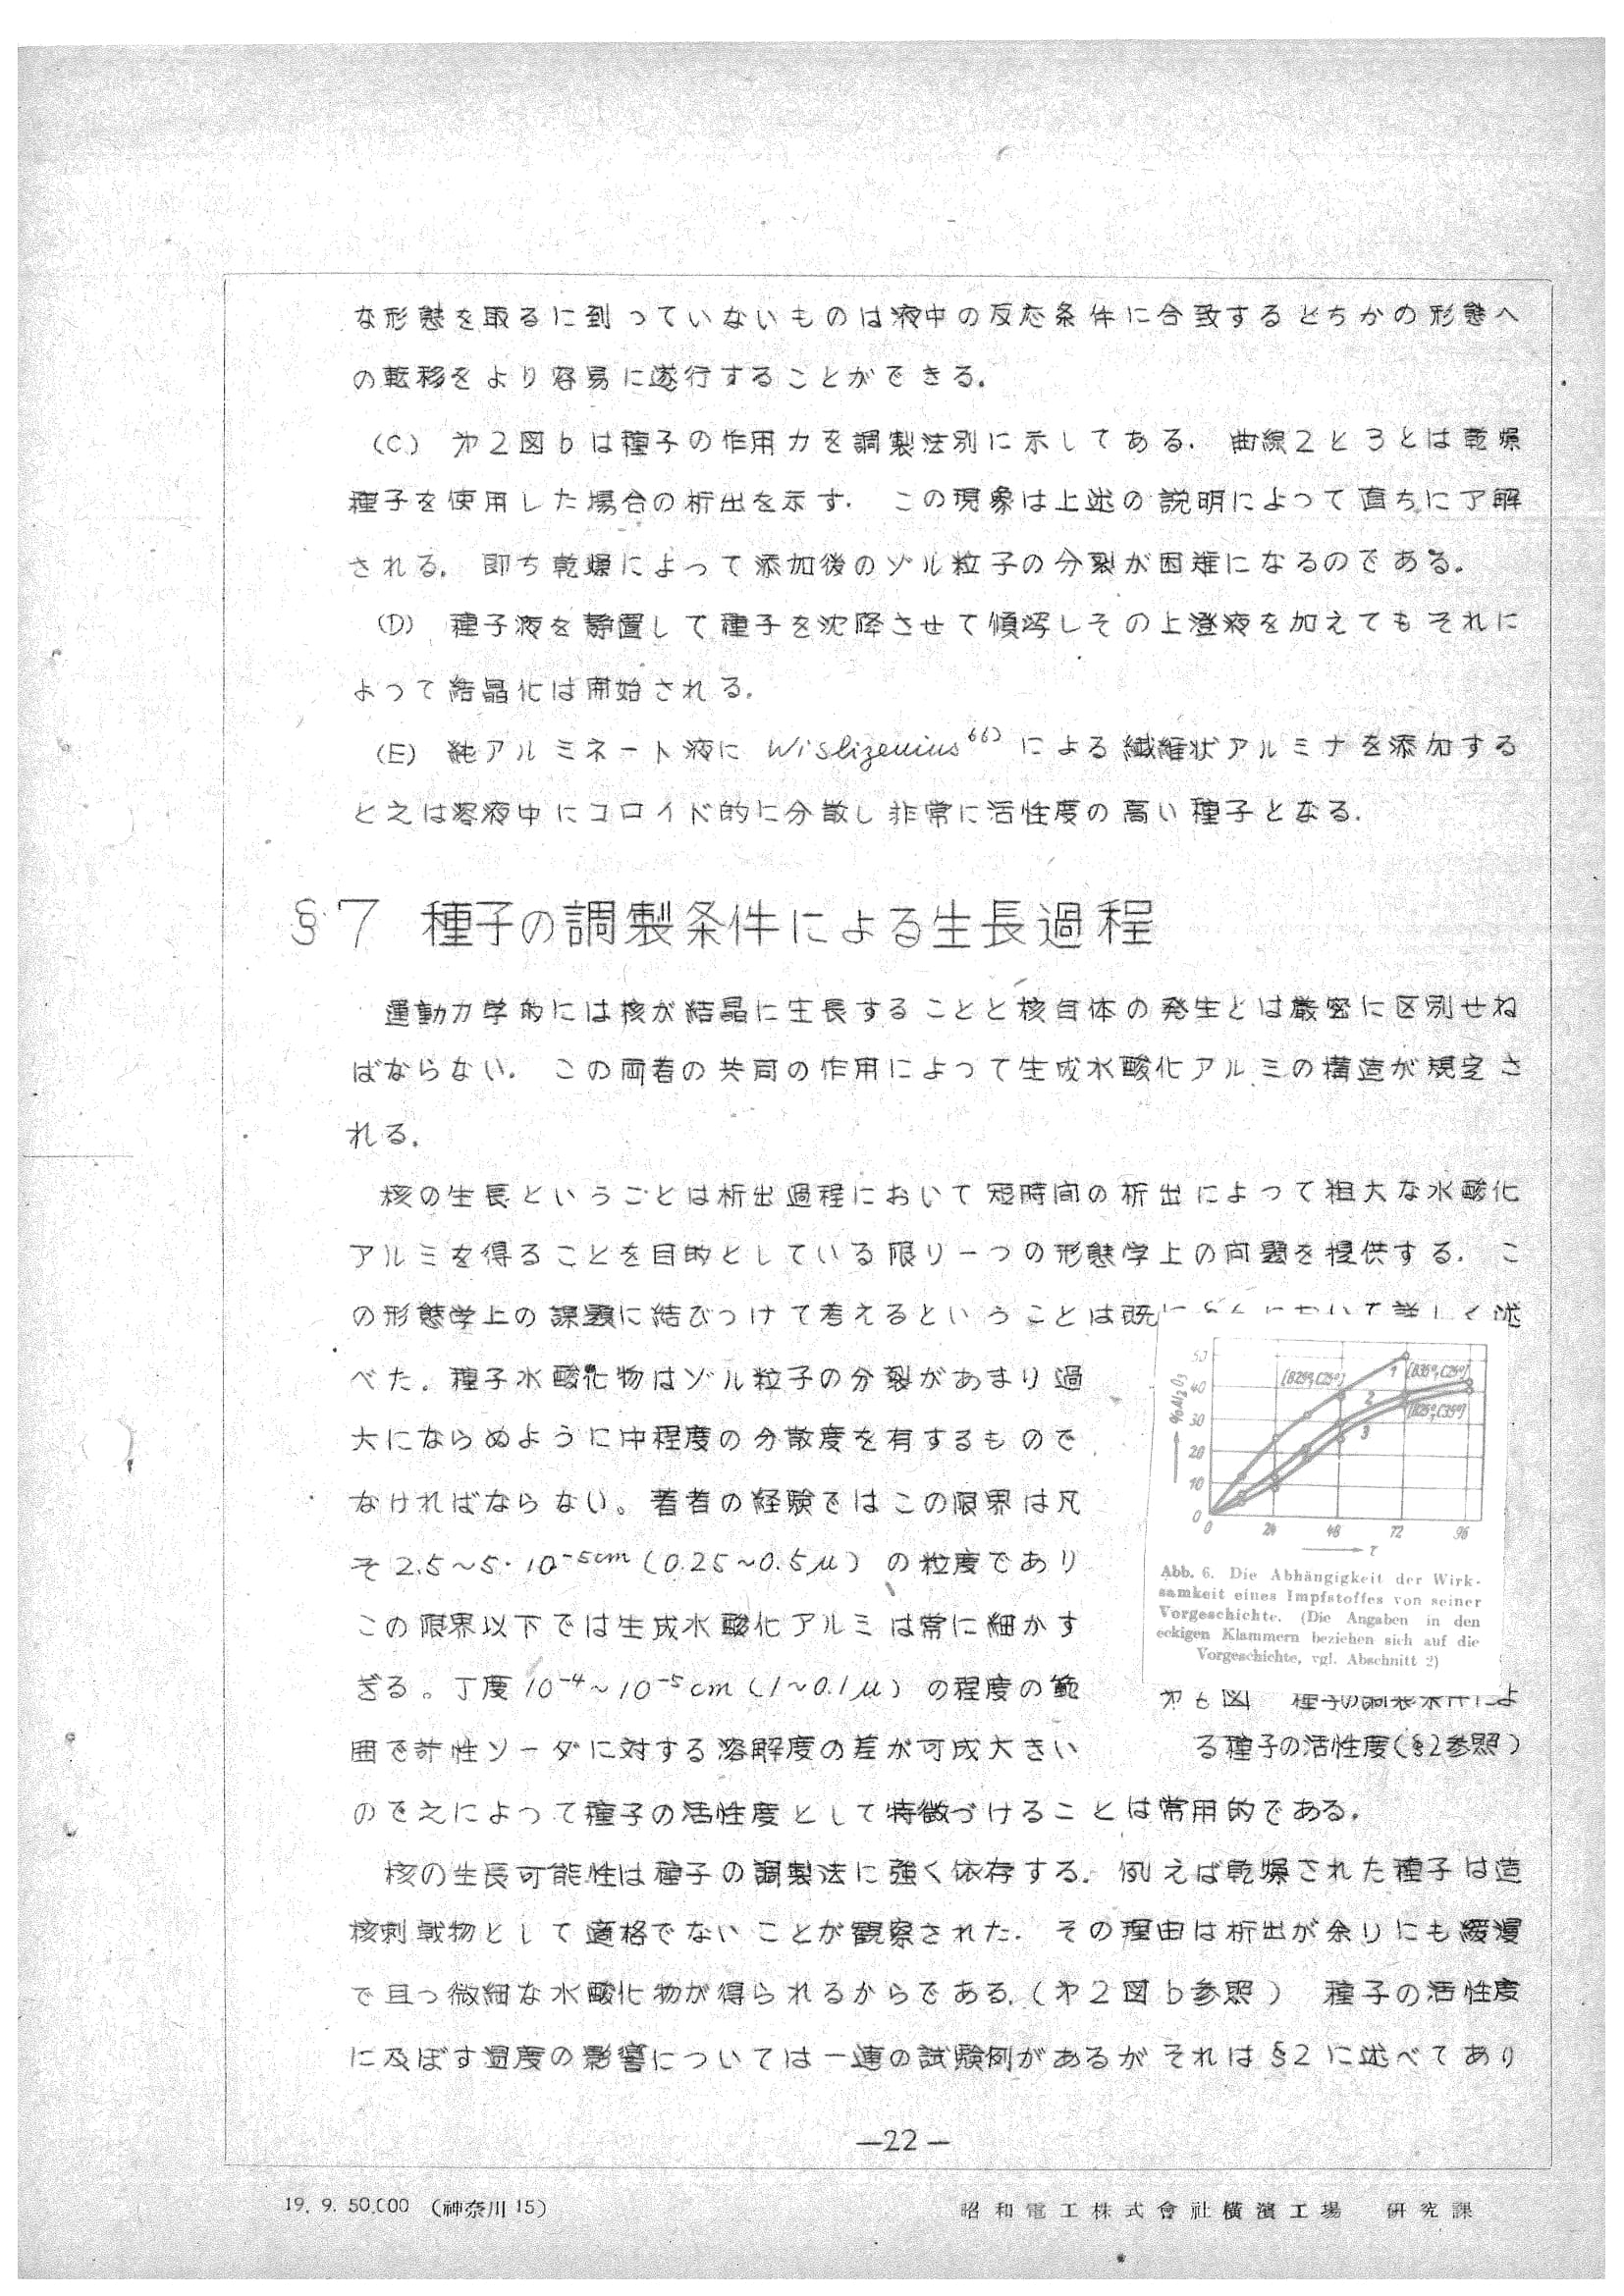 な形態を取るに到っていないものは液中の反応条件に合致するどちかの形態へ
の転移をより容易に遂行することができる.
(C) 才2図bは種子の作用力を調製法別に示してある. 曲線2と3とは乾燥
種子を使用した場合の析出を示す. この現象は上述の説明によって直ちに了解
される. 即ち乾燥によって添加後のゾル粒子の分裂が困難になるのである.
(D) 種子液を静置して種子を沈降させて傾瀉しその上澄液を加えてもそれに
よって結晶化は開始される.
(E) 純アルミネート液に Wislizenius⁶⁶⁾ による繊維状アルミナを添加する
と之は溶液中にコロイド的に分散し非常に活性度の高い種子となる.
§7 種子の調製条件による生長過程
運動力学的には核が結晶に生長することと核自体の発生とは厳密に区別せね
ばならない. この両者の共同の作用によって生成水酸化アルミの構造が規定さ
れる.
核の生長ということは析出過程において短時間の析出によって粗大な水酸化
アルミを得ることを目的としている限り一つの形態学上の問題を提供する. こ
の形態学上の課題に結びつけて考えるということは既に において詳しく述
べた. 種子水酸化物はゾル粒子の分裂があまり過
大にならぬように中程度の分散度を有するもので
なければならない。著者の経験ではこの限界は凡
そ 2.5~5·10⁻⁵cm (0.25~0.5μ) の粒度であり
この限界以下では生成水酸化アルミは常に細かす
ぎる。丁度 10⁻⁴~10⁻⁵cm (1~0.1μ) の程度の範
囲で苛性ソーダに対する溶解度の差が可成大きい
ので之によって種子の活性度として特徴づけることは常用的である.
% Al₂O₃
50
40
30
20
10
0
0 24 48 72 96
τ
[B25°,C25°]
1 [B35°,C25°]
2
[B25°,C35°]
3
Abb. 6. Die Abhängigkeit der Wirk-
samkeit eines Impfstoffes von seiner
Vorgeschichte. (Die Angaben in den
eckigen Klammern beziehen sich auf die
Vorgeschichte, vgl. Abschnitt 2)
才6図 種子の調製条件によ
る種子の活性度(§2参照)
核の生長可能性は種子の調製法に強く依存する. 例えば乾燥された種子は造
核刺戟物として適格でないことが観察された. その理由は析出が余りにも緩漫
で且つ微細な水酸化物が得られるからである. (才2図b参照) 種子の活性度
に及ぼす温度の影響については一連の試験例があるがそれは§2に述べてあり
—22—
19. 9. 50,000 (神奈川 15)
昭和電工株式會社横濱工場 研究課